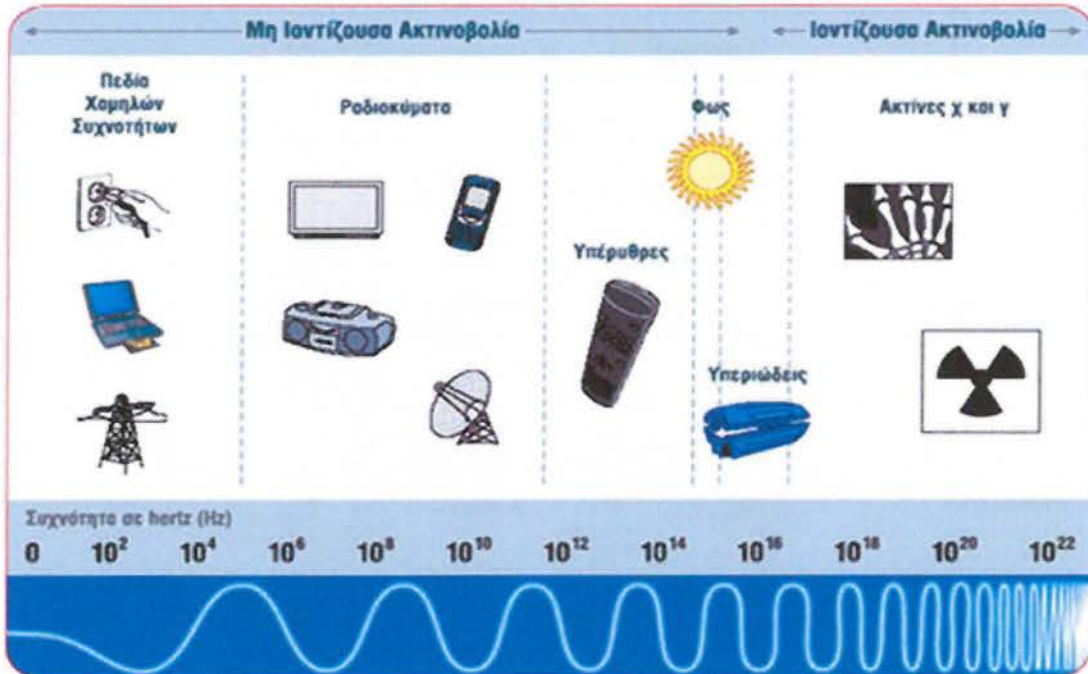 Μη Ιοντίζουσα Ακτινοβολία
Ιοντίζουσα Ακτινοβολία
Πεδία
Χαμηλών
Συχνοτήτων
Ραδιοκύματα
Φως
Ακτίνες χ και γ
Υπέρυθρες
Υπεριώδεις
Συχνότητα σε hertz (Hz)
0 10² 10⁴ 10⁶ 10⁸ 10¹⁰ 10¹² 10¹⁴ 10¹⁶ 10¹⁸ 10²⁰ 10²²